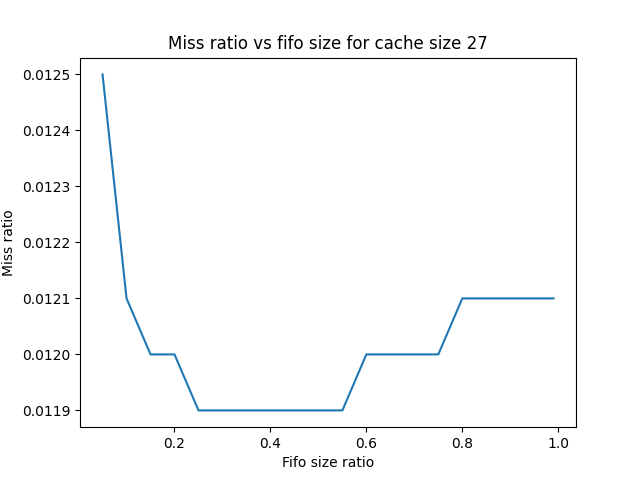 Miss ratio vs fifo size for cache size 27
0.0125
0.0124
0.0123
0.0122
0.0121
0.0120
0.0119
Miss ratio
0.2 0.4 0.6 0.8 1.0
Fifo size ratio